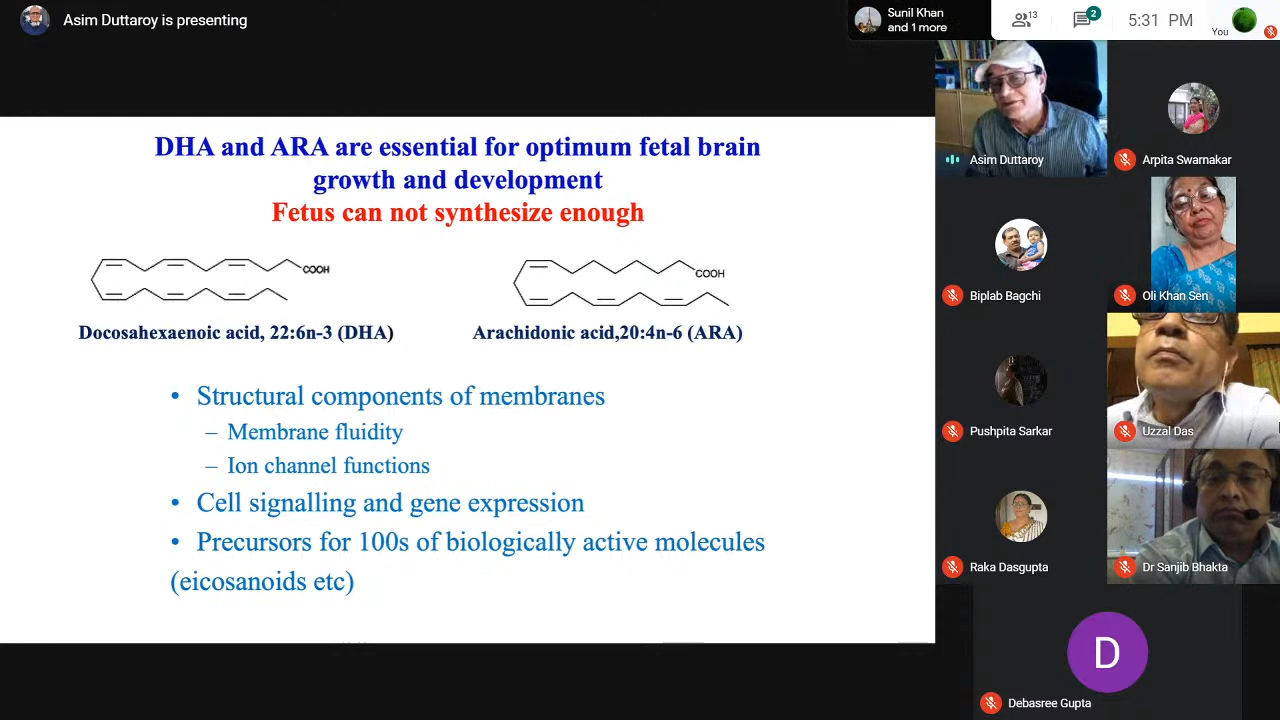 Asim Duttaroy is presenting
Sunil Khan
and 1 more
13
2
5:31 PM
You
DHA and ARA are essential for optimum fetal brain
growth and development
Fetus can not synthesize enough
COOH
COOH
Docosahexaenoic acid, 22:6n-3 (DHA)
Arachidonic acid,20:4n-6 (ARA)
• Structural components of membranes
– Membrane fluidity
– Ion channel functions
• Cell signalling and gene expression
• Precursors for 100s of biologically active molecules
(eicosanoids etc)
Asim Duttaroy
Arpita Swarnakar
Biplab Bagchi
Oli Khan Sen
Pushpita Sarkar
Uzzal Das
Raka Dasgupta
Dr Sanjib Bhakta
D
Debasree Gupta